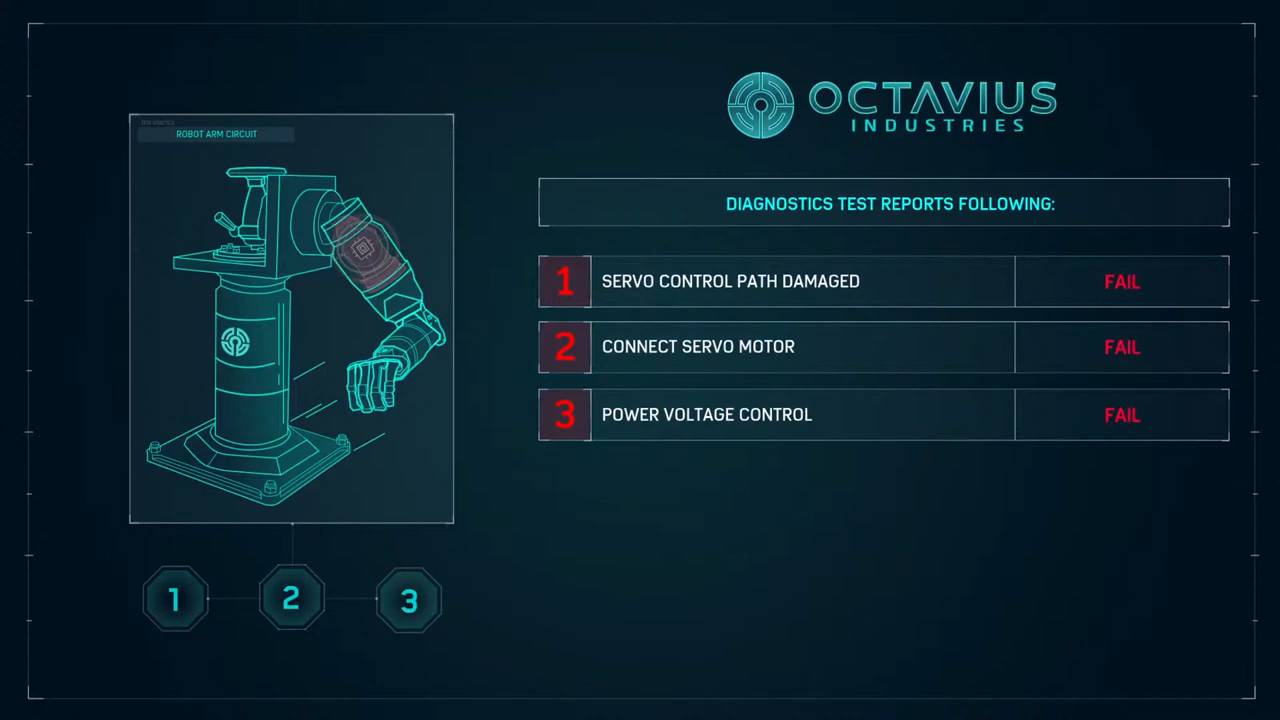 ROBOT ARM CIRCUIT
1
2
3
OCTAVIUS
INDUSTRIES
DIAGNOSTICS TEST REPORTS FOLLOWING:
1 SERVO CONTROL PATH DAMAGED FAIL
2 CONNECT SERVO MOTOR FAIL
3 POWER VOLTAGE CONTROL FAIL